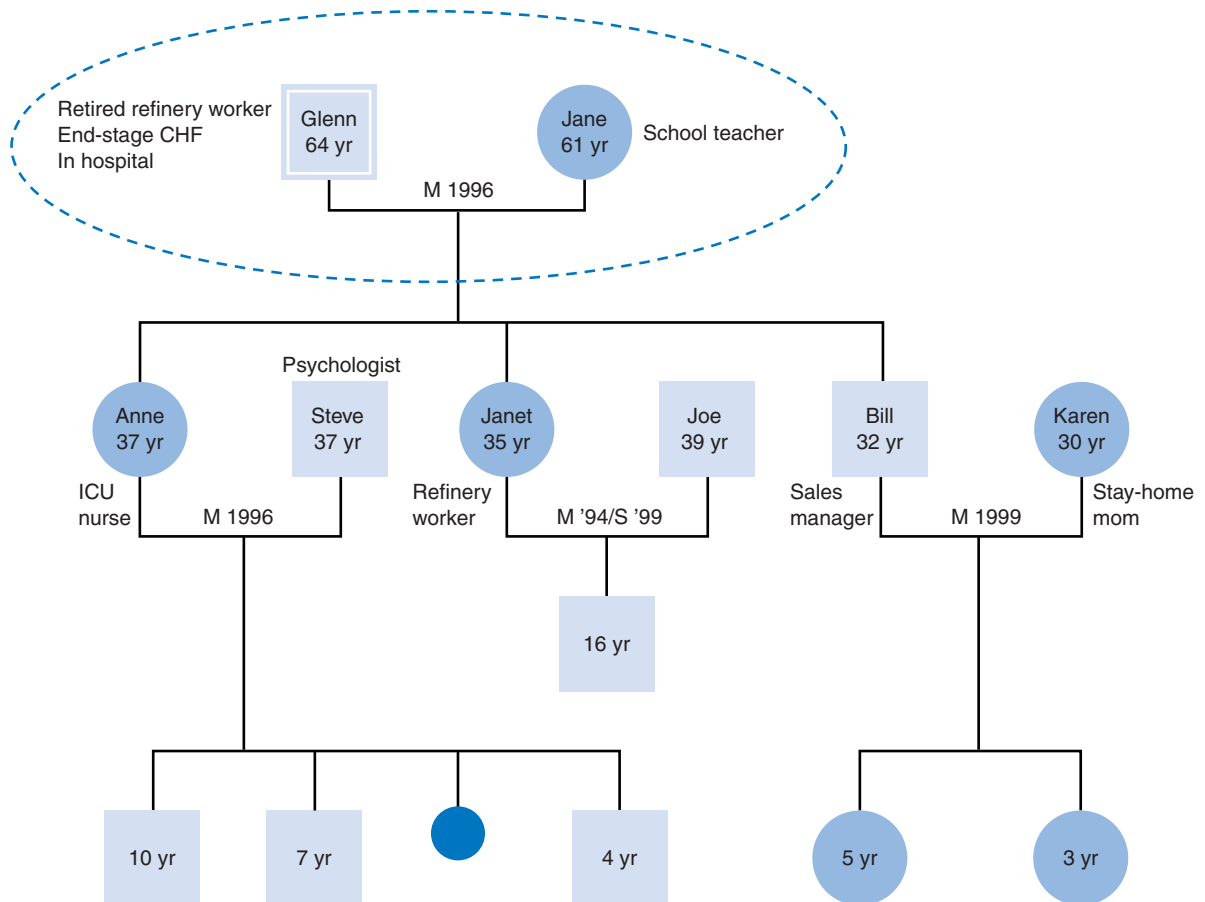 Retired refinery worker
End-stage CHF
In hospital
Glenn
64 yr
Jane
61 yr
School teacher
M 1996
Psychologist
Anne
37 yr
Steve
37 yr
Janet
35 yr
Joe
39 yr
Bill
32 yr
Karen
30 yr
ICU
nurse
M 1996
Refinery
worker
M '94/S '99
Sales
manager
M 1999
Stay-home
mom
16 yr
10 yr
7 yr
4 yr
5 yr
3 yr